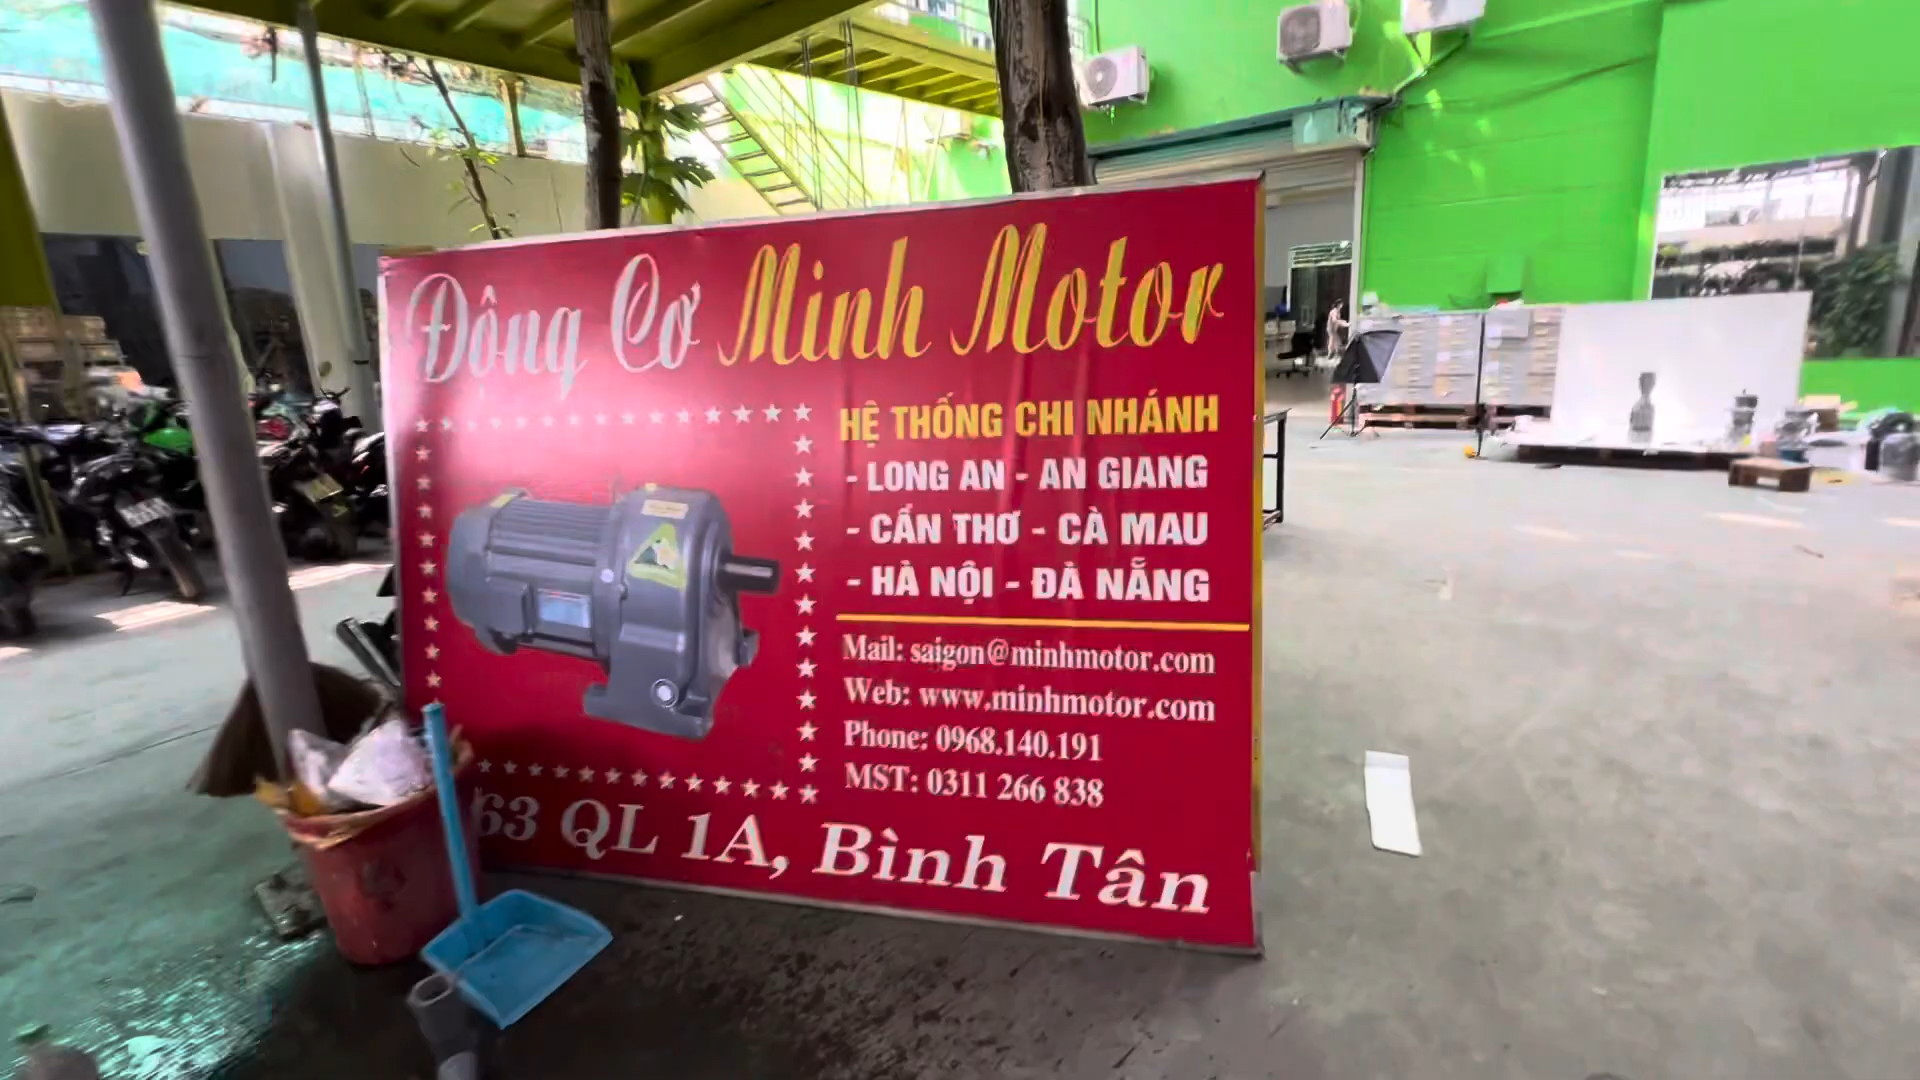 Động Cơ Minh Motor
HỆ THỐNG CHI NHÁNH
- LONG AN - AN GIANG
- CẦN THƠ - CÀ MAU
- HÀ NỘI - ĐÀ NẴNG
Mail: saigon@minhmotor.com
Web: www.minhmotor.com
Phone: 0968.140.191
MST: 0311 266 838
63 QL 1A, Bình Tân